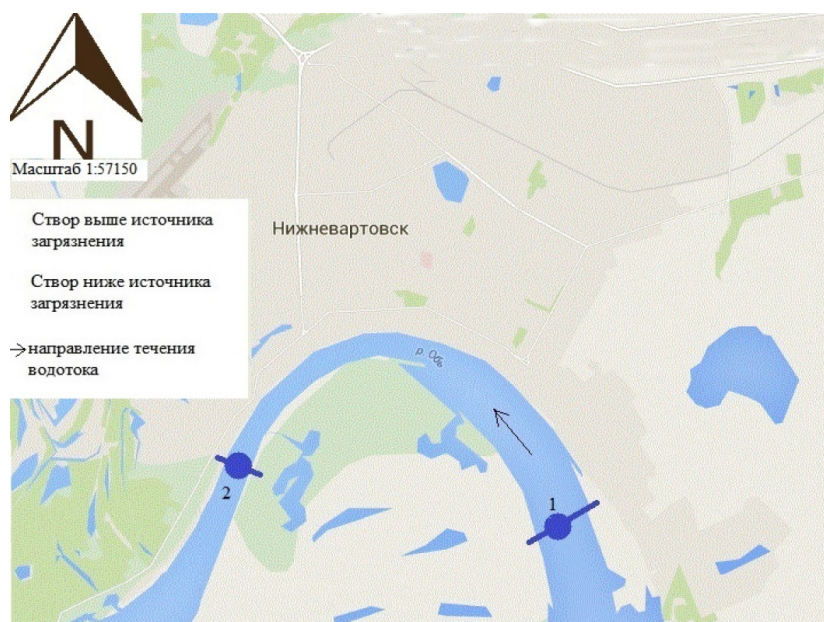 N
Масштаб 1:57150
Створ выше источника
загрязнения
Створ ниже источника
загрязнения
направление течения
водотока
Нижневартовск
р. Обь
1
2